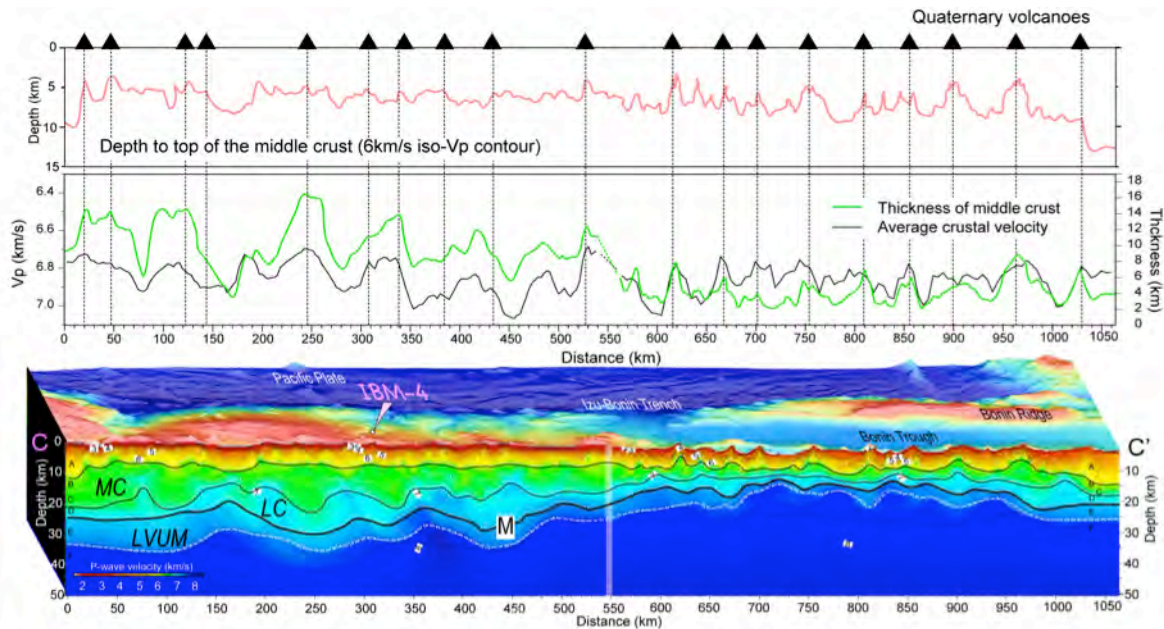 Quaternary volcanoes
0
5
10
15
Depth (km)
Depth to top of the middle crust (6km/s iso-Vp contour)
6.4
6.6
6.8
7.0
Vp (km/s)
Thickness of middle crust
Average crustal velocity
18
16
14
12
10
8
6
4
2
0
Thckness (km)
0 50 100 150 200 250 300 350 400 450 500 550 600 650 700 750 800 850 900 950 1000 1050
Distance (km)
Pacific Plate
IBM-4
Izu-Bonin Trench
Bonin Ridge
Bonin Trough
C
C'
0
10
20
30
40
50
Depth (km)
MC
LC
LVUM
M
10
20
30
40
50
Depth (km)
P-wave velocity (km/s)
2 3 4 5 6 7 8
0 50 100 150 200 250 300 350 400 450 500 550 600 650 700 750 800 850 900 950 1000 1050
Distance (km)